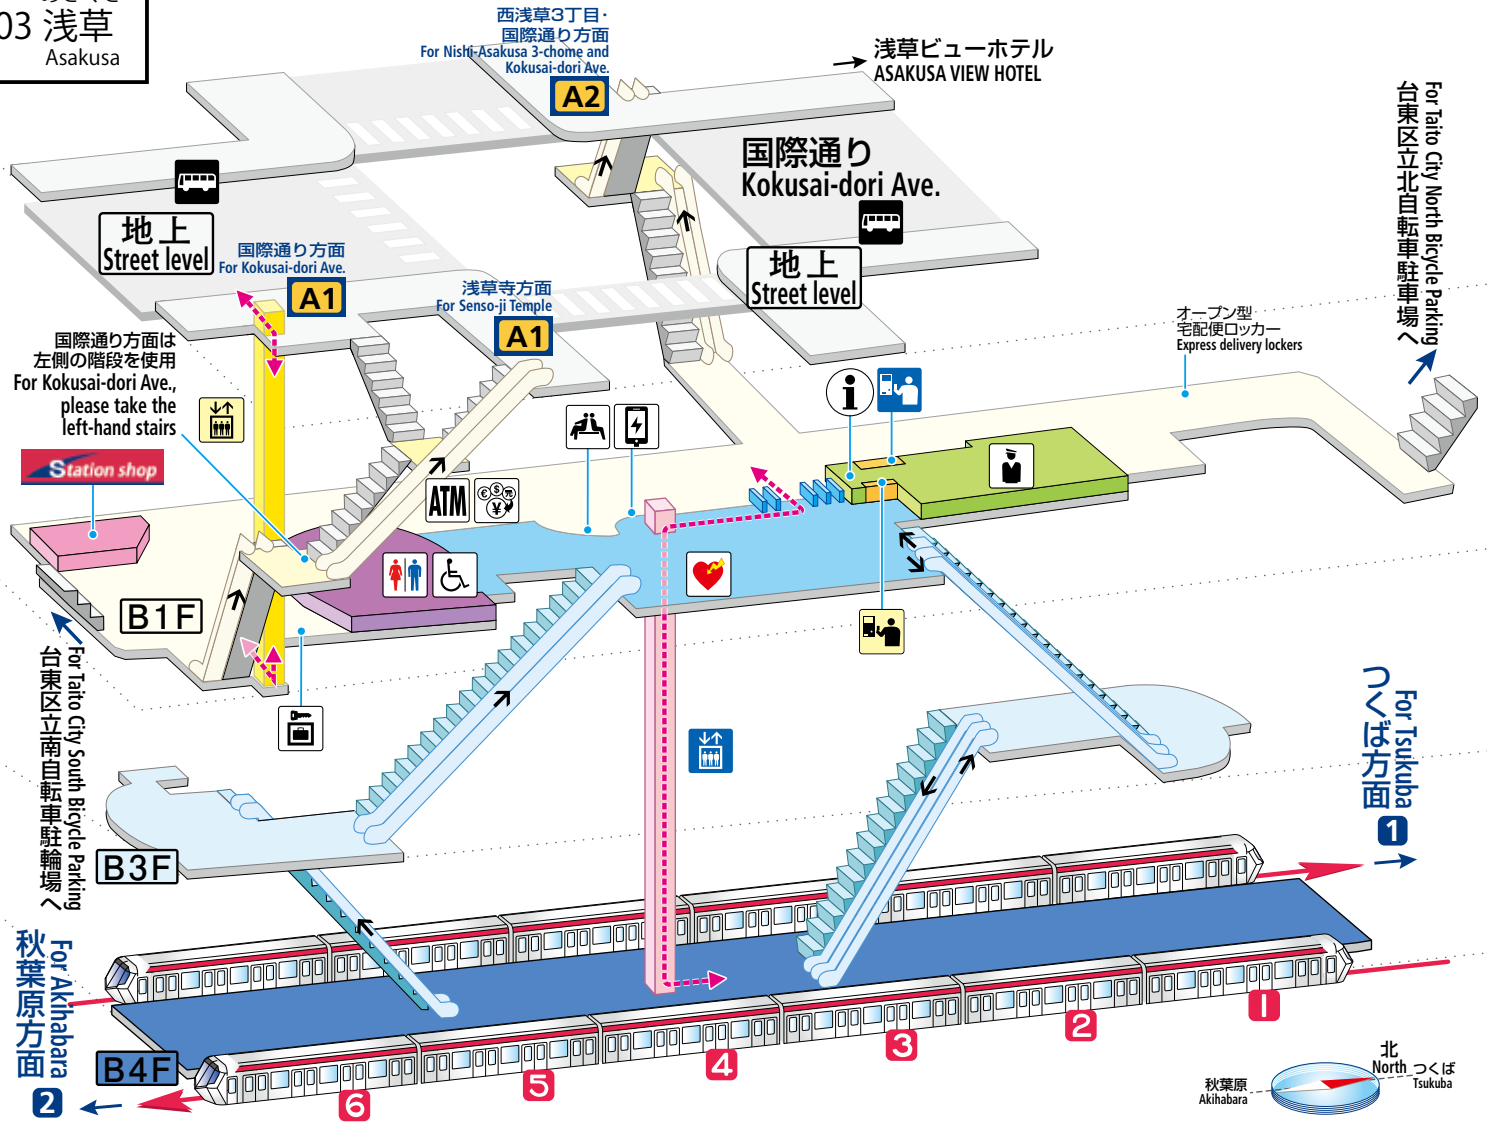 03 浅草
Asakusa
西浅草3丁目・
国際通り方面
For Nishi-Asakusa 3-chome and
Kokusai-dori Ave.
A2
浅草ビューホテル
ASAKUSA VIEW HOTEL
国際通り
Kokusai-dori Ave.
地上
Street level
国際通り方面
For Kokusai-dori Ave.
A1
浅草寺方面
For Senso-ji Temple
A1
地上
Street level
For Taito City North Bicycle Parking
台東区立北自転車駐車場へ
オープン型
宅配便ロッカー
Express delivery lockers
国際通り方面は
左側の階段を使用
For Kokusai-dori Ave.,
please take the
left-hand stairs
Station shop
ATM
B1F
For Taito City South Bicycle Parking
台東区立南自転車駐輪場へ
B3F
For Tsukuba
つくば方面
1
For Akihabara
秋葉原方面
2
B4F
6
5
4
3
2
1
北
North
つくば
Tsukuba
秋葉原
Akihabara